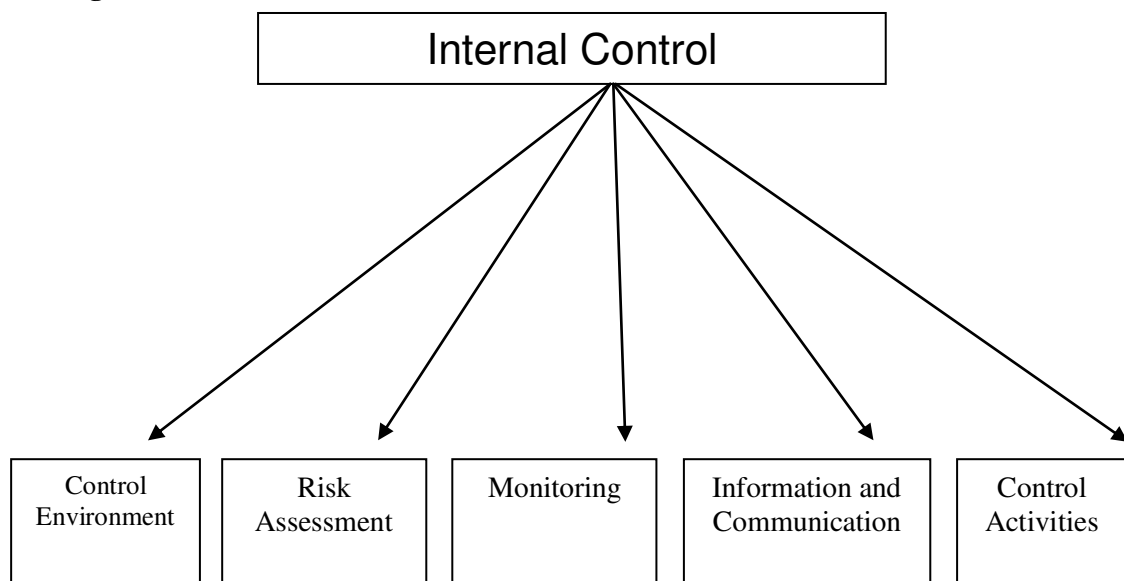 Internal Control
Control
Environment
Risk
Assessment
Monitoring
Information and
Communication
Control
Activities